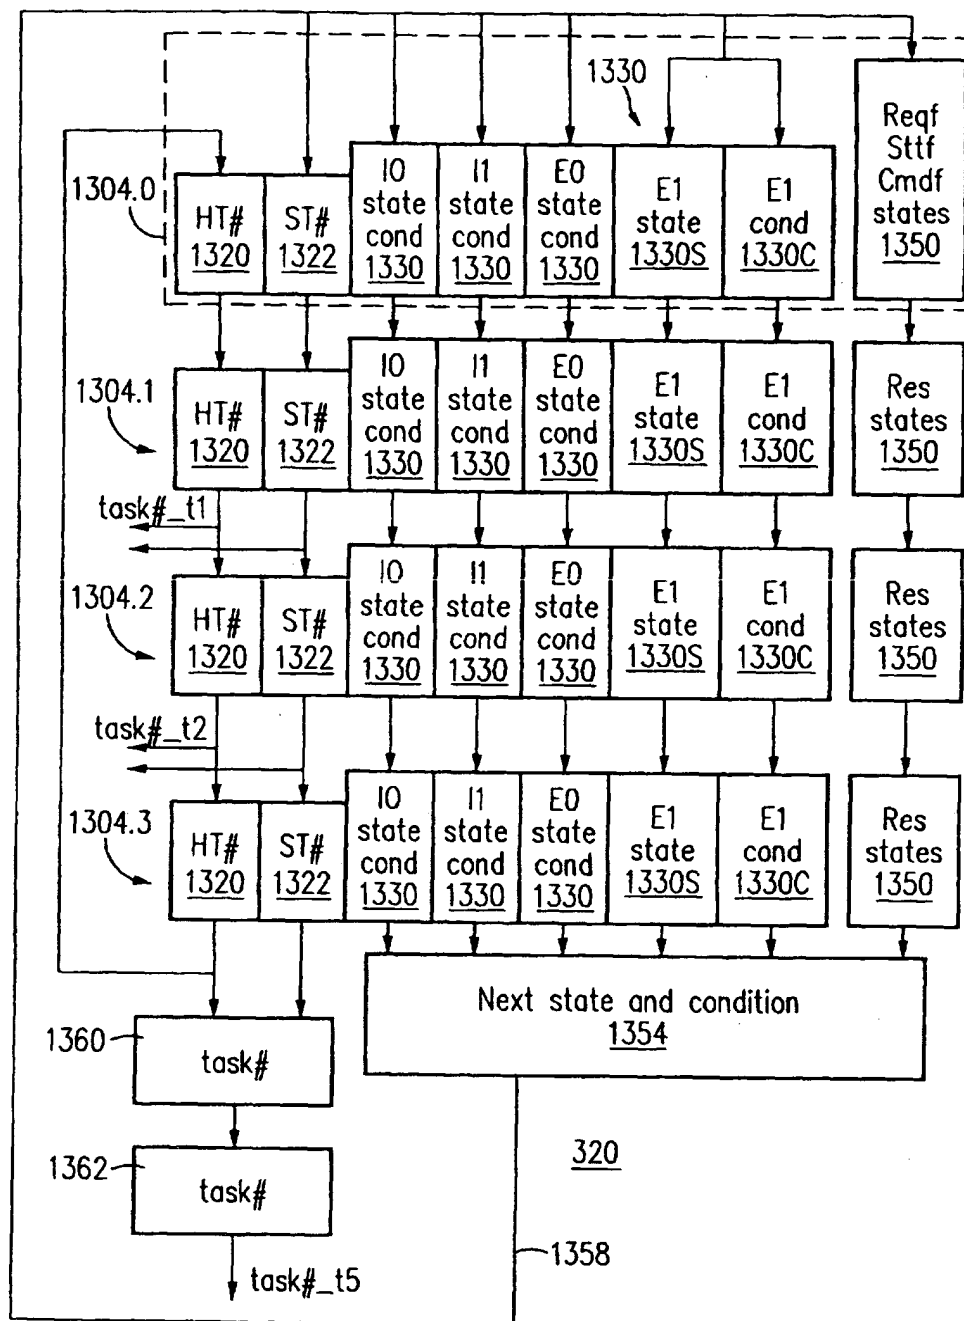 1330
1304.0
HT#
1320
ST#
1322
I0
state
cond
1330
I1
state
cond
1330
E0
state
cond
1330
E1
state
1330S
E1
cond
1330C
Reqf
Sttf
Cmdf
states
1350
1304.1
HT#
1320
ST#
1322
I0
state
cond
1330
I1
state
cond
1330
E0
state
cond
1330
E1
state
1330S
E1
cond
1330C
Res
states
1350
task#_t1
1304.2
HT#
1320
ST#
1322
I0
state
cond
1330
I1
state
cond
1330
E0
state
cond
1330
E1
state
1330S
E1
cond
1330C
Res
states
1350
task#_t2
1304.3
HT#
1320
ST#
1322
I0
state
cond
1330
I1
state
cond
1330
E0
state
cond
1330
E1
state
1330S
E1
cond
1330C
Res
states
1350
Next state and condition
1354
1360
task#
1362
task#
320
1358
task#_t5